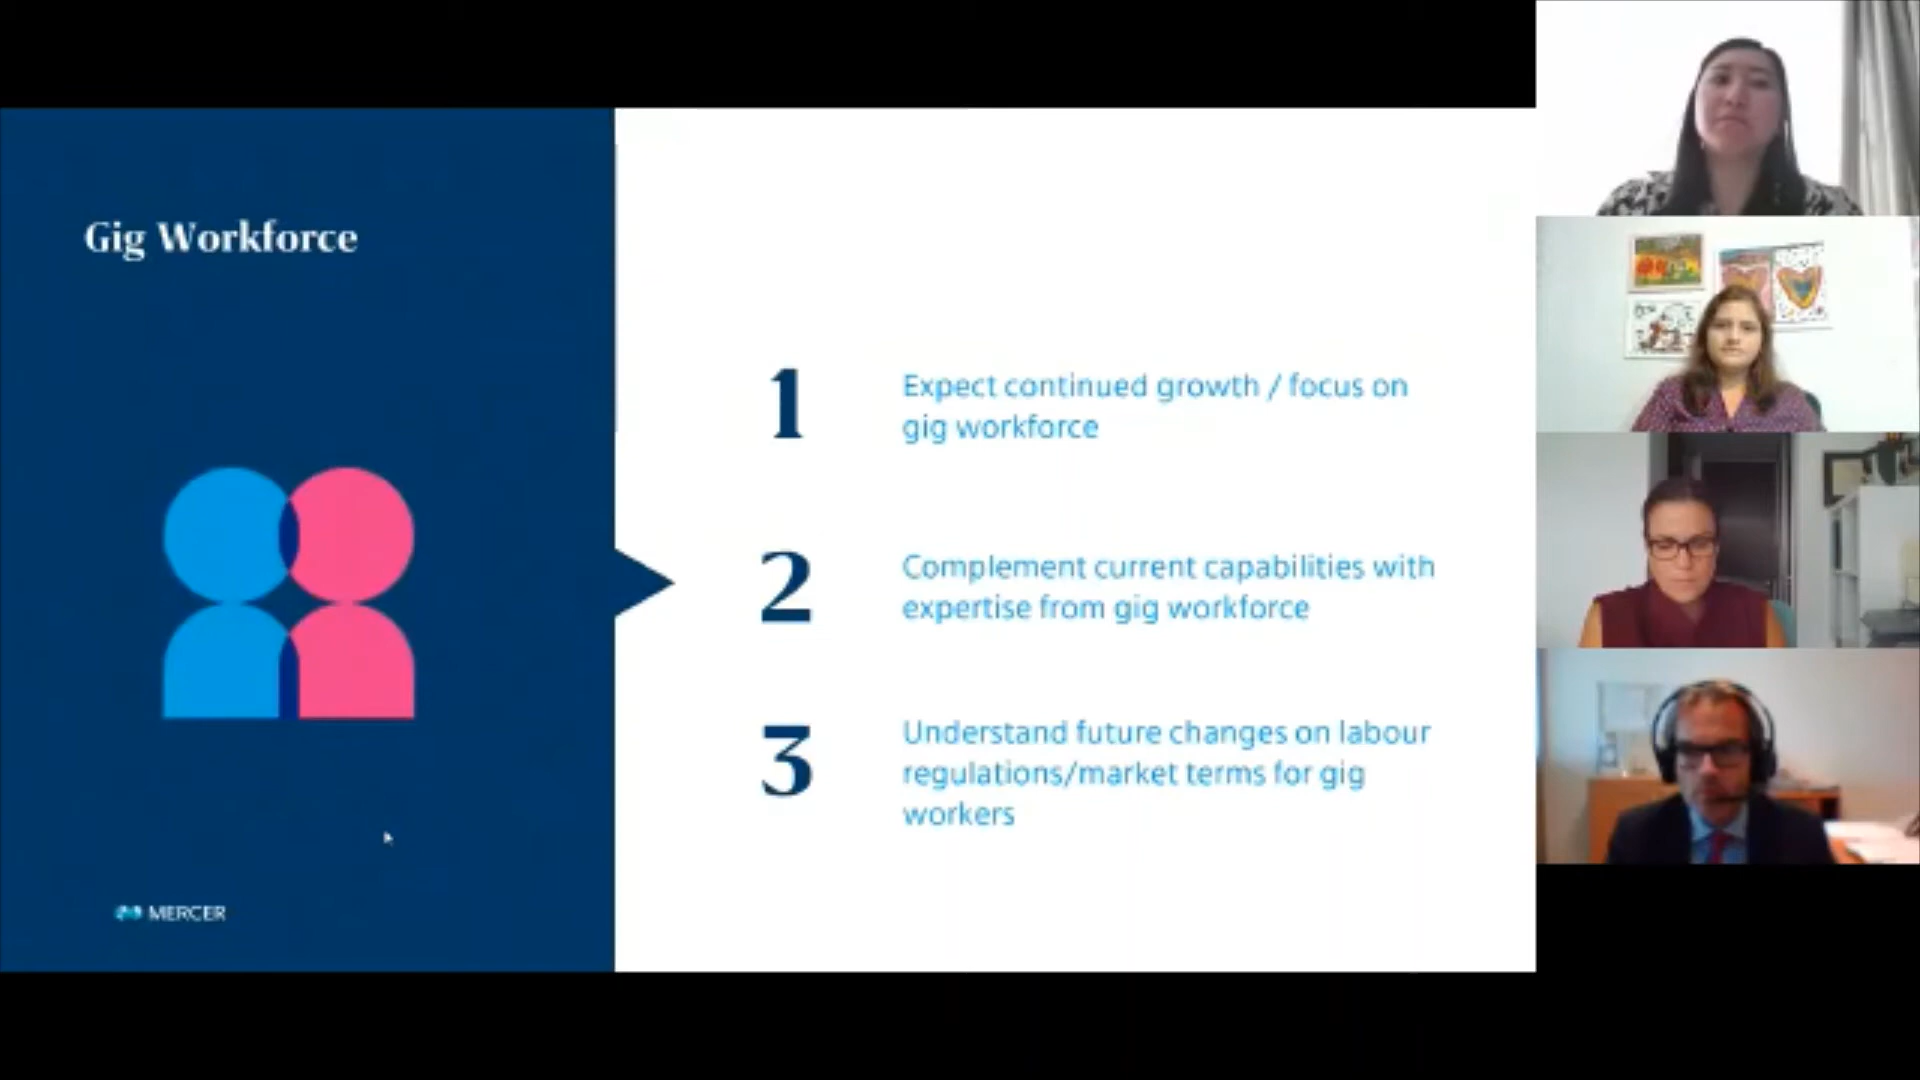 Gig Workforce
1
Expect continued growth / focus on
gig workforce
2
Complement current capabilities with
expertise from gig workforce
3
Understand future changes on labour
regulations/market terms for gig
workers
MERCER